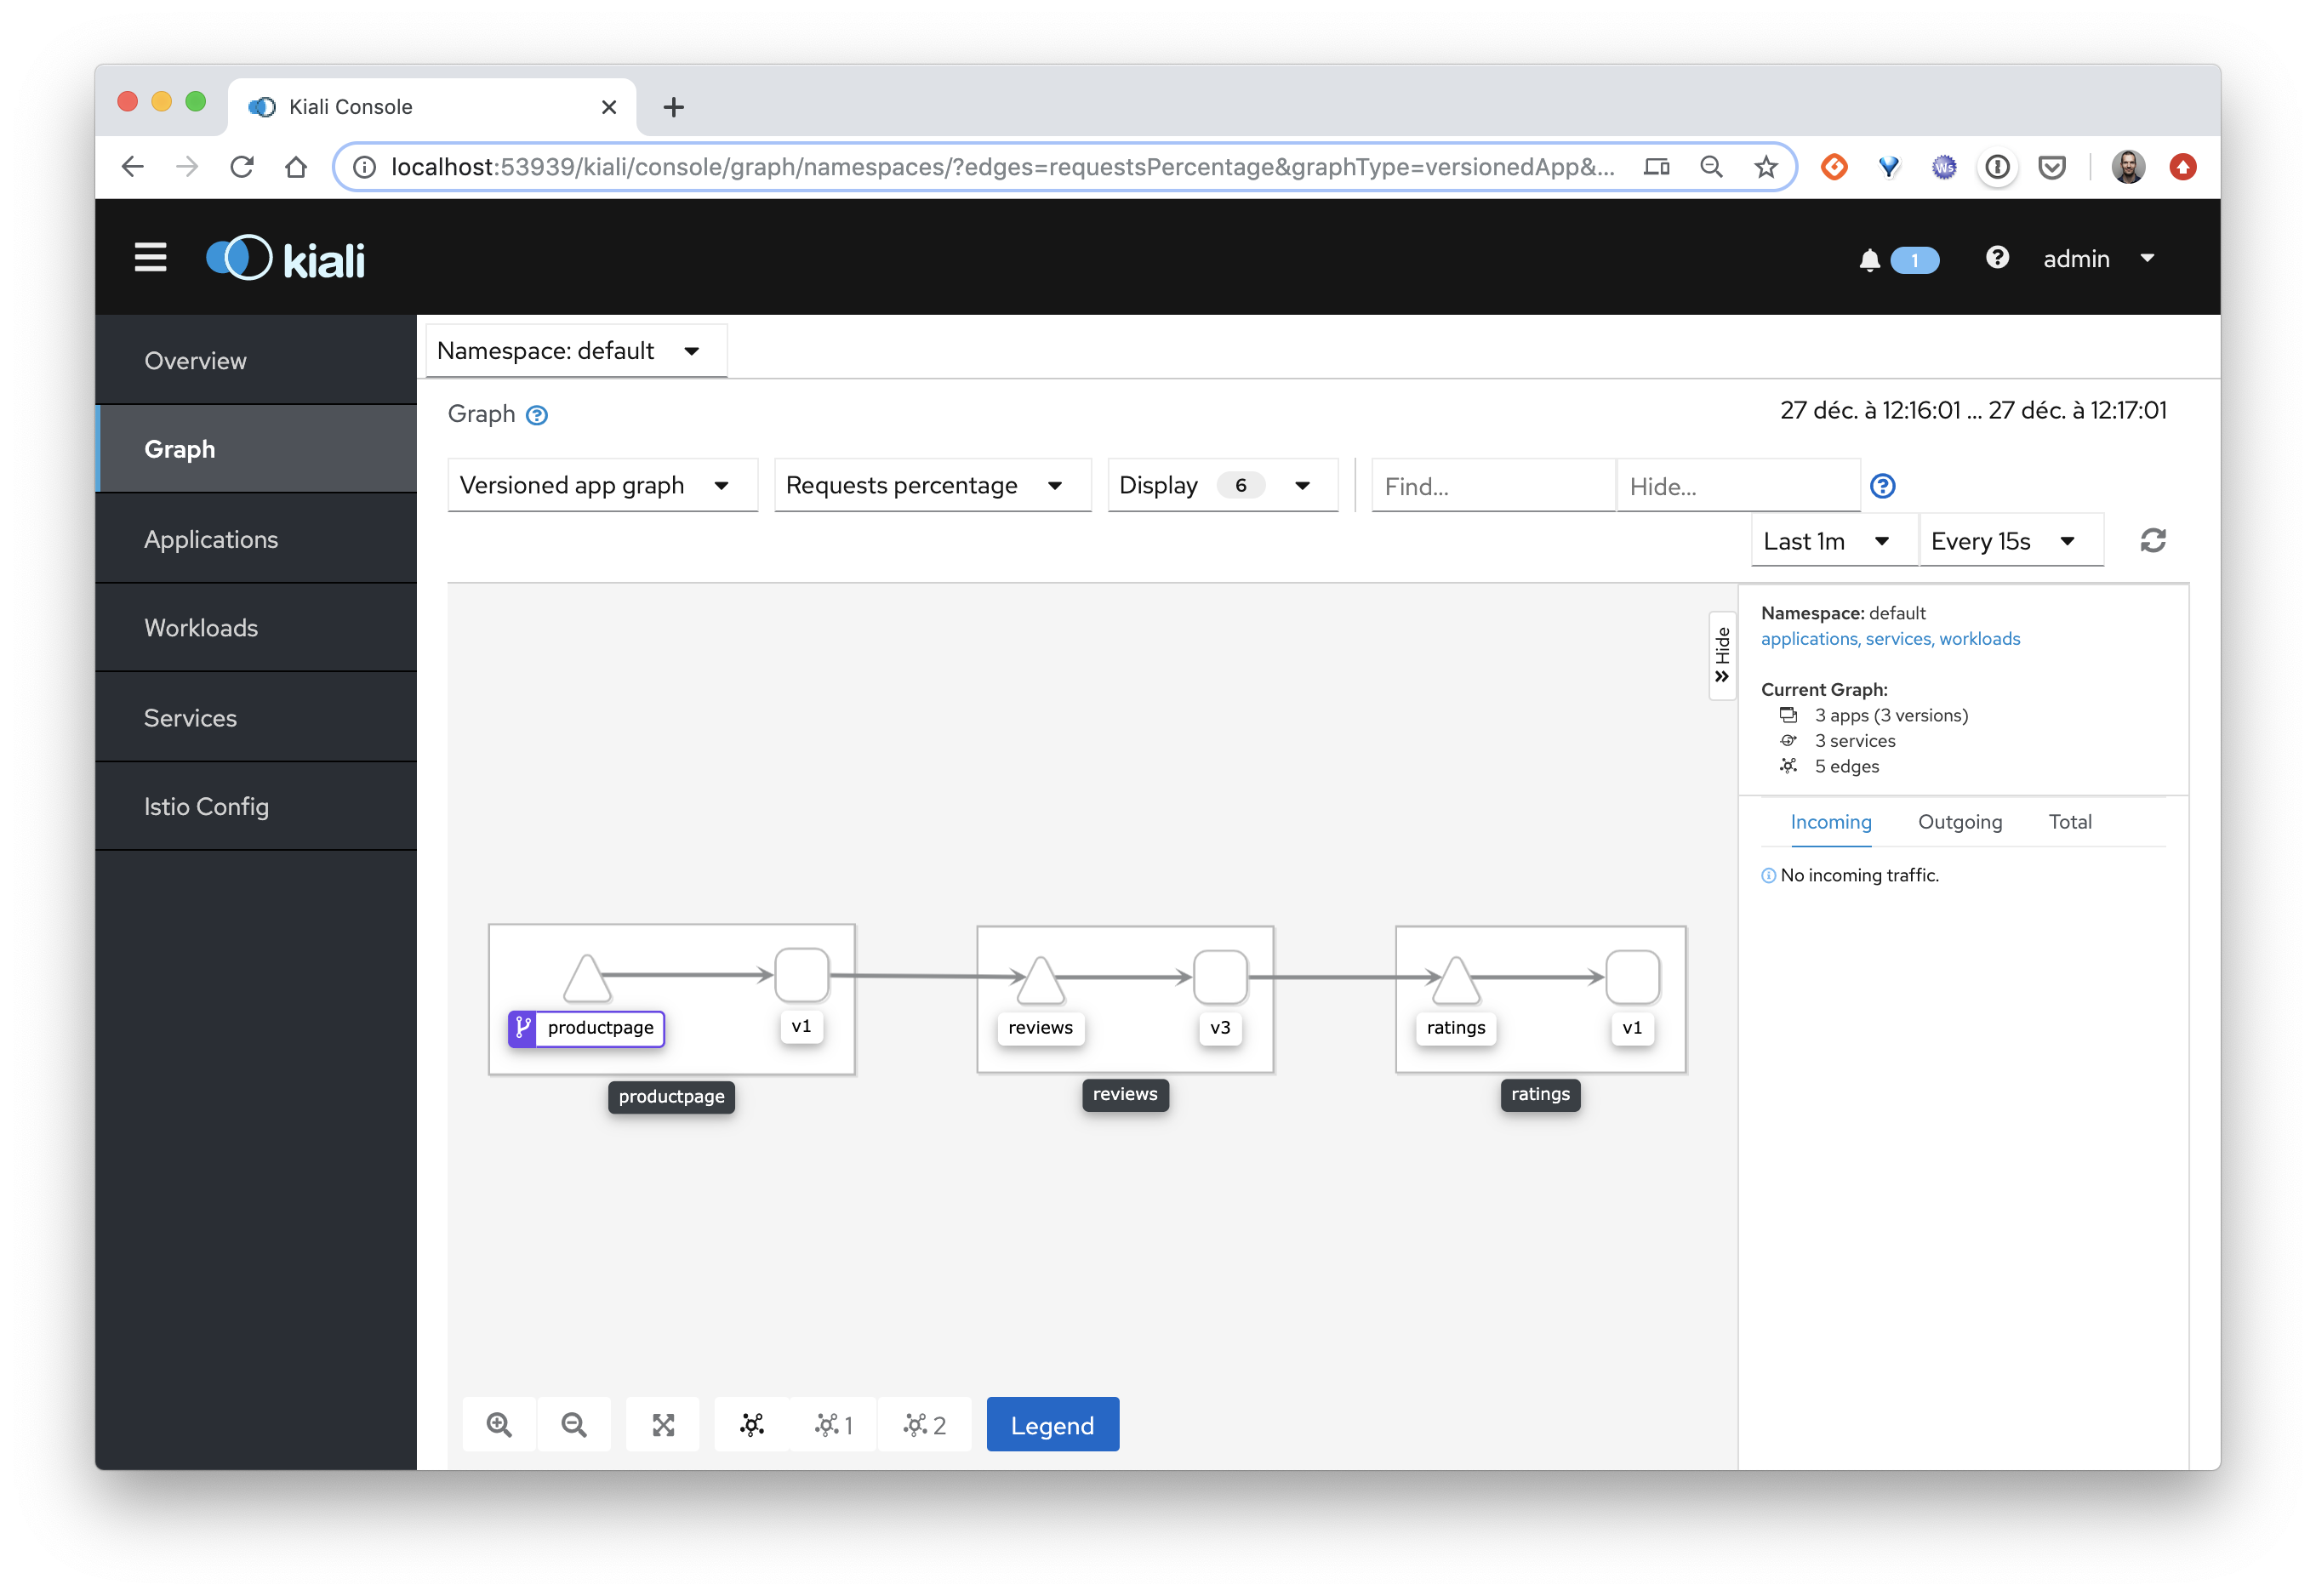 Kiali Console
localhost:53939/kiali/console/graph/namespaces/?edges=requestsPercentage&graphType=versionedApp&...
kiali
1
admin
Overview
Graph
Applications
Workloads
Services
Istio Config
Namespace: default
Graph
27 déc. à 12:16:01 ... 27 déc. à 12:17:01
Versioned app graph
Requests percentage
Display 6
Find...
Hide...
Last 1m
Every 15s
Hide
Namespace: default
applications, services, workloads
Current Graph:
3 apps (3 versions)
3 services
5 edges
Incoming
Outgoing
Total
No incoming traffic.
productpage
v1
productpage
reviews
v3
reviews
ratings
v1
ratings
1
2
Legend